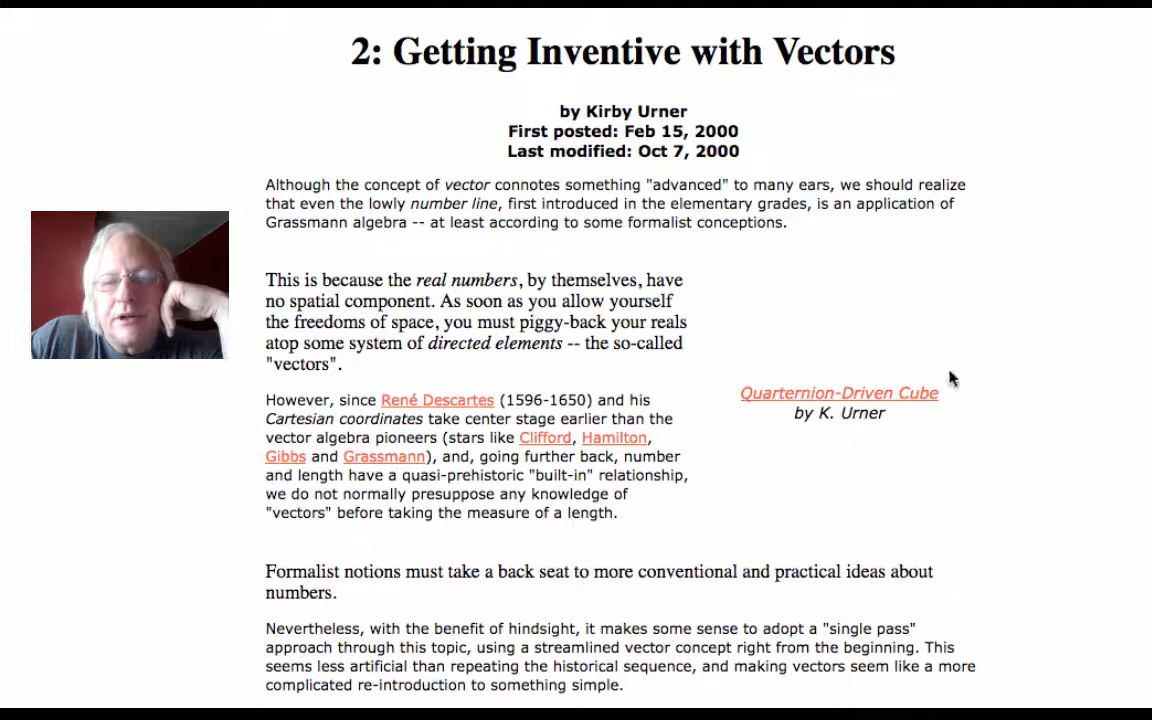 2: Getting Inventive with Vectors
by Kirby Urner
First posted: Feb 15, 2000
Last modified: Oct 7, 2000
Although the concept of vector connotes something "advanced" to many ears, we should realize
that even the lowly number line, first introduced in the elementary grades, is an application of
Grassmann algebra -- at least according to some formalist conceptions.
This is because the real numbers, by themselves, have
no spatial component. As soon as you allow yourself
the freedoms of space, you must piggy-back your reals
atop some system of directed elements -- the so-called
"vectors".
However, since René Descartes (1596-1650) and his
Cartesian coordinates take center stage earlier than the
vector algebra pioneers (stars like Clifford, Hamilton,
Gibbs and Grassmann), and, going further back, number
and length have a quasi-prehistoric "built-in" relationship,
we do not normally presuppose any knowledge of
"vectors" before taking the measure of a length.
Quarternion-Driven Cube
by K. Urner
Formalist notions must take a back seat to more conventional and practical ideas about
numbers.
Nevertheless, with the benefit of hindsight, it makes some sense to adopt a "single pass"
approach through this topic, using a streamlined vector concept right from the beginning. This
seems less artificial than repeating the historical sequence, and making vectors seem like a more
complicated re-introduction to something simple.